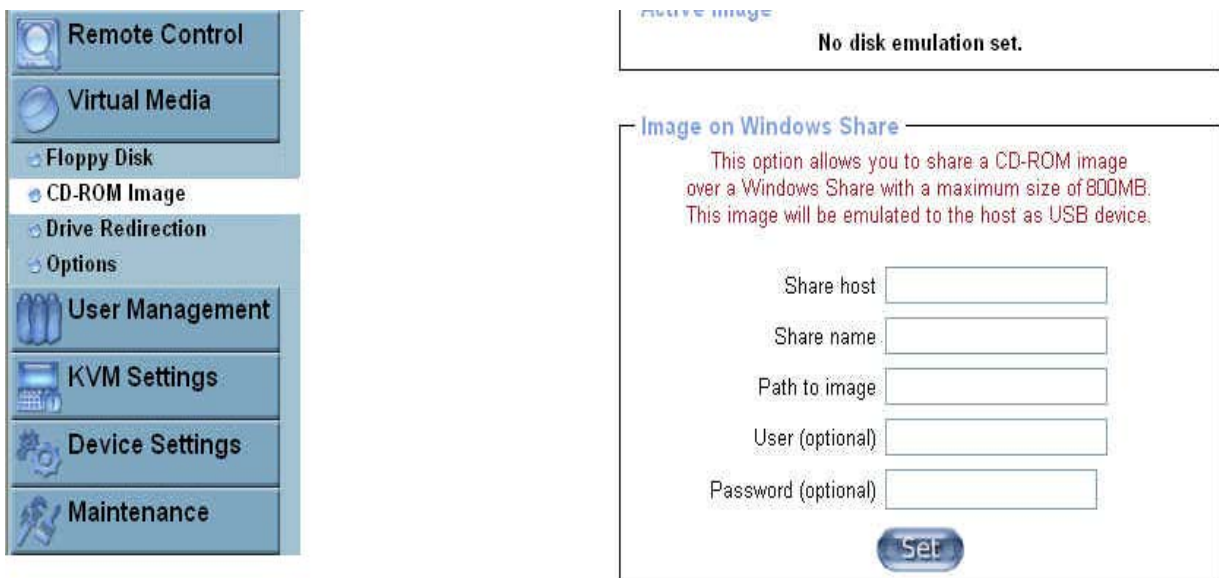 Remote Control
Virtual Media
Floppy Disk
CD-ROM Image
Drive Redirection
Options
User Management
KVM Settings
Device Settings
Maintenance
Active Image
No disk emulation set.
Image on Windows Share
This option allows you to share a CD-ROM image
over a Windows Share with a maximum size of 800MB.
This image will be emulated to the host as USB device.
Share host
Share name
Path to image
User (optional)
Password (optional)
Set